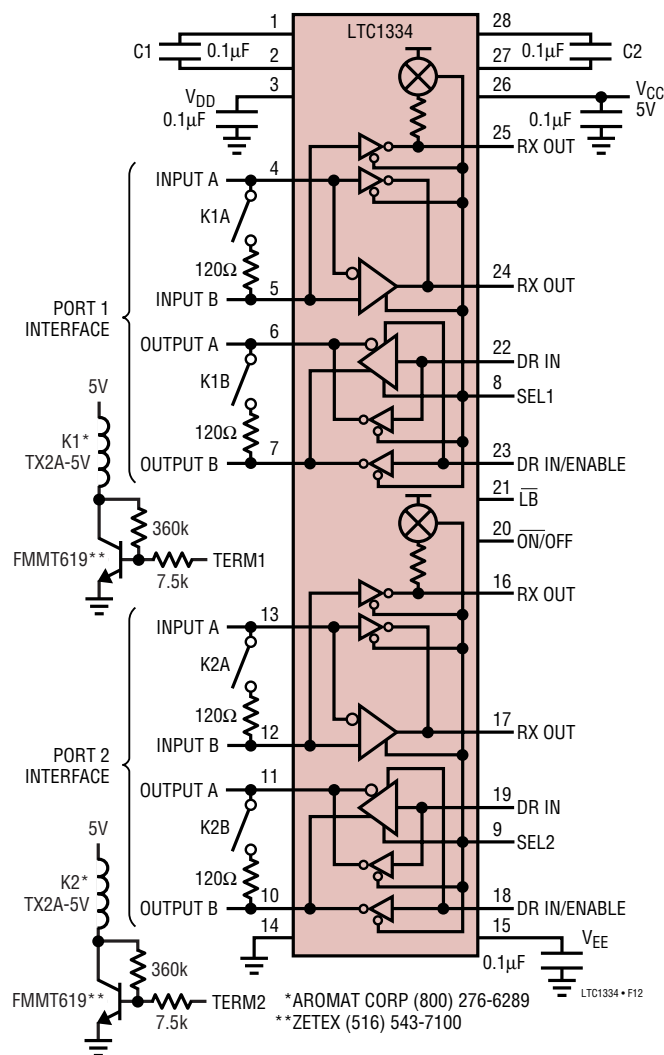 LTC1334
1
28
C1
0.1µF
0.1µF
C2
2
27
3
26
VDD
0.1µF
VCC
5V
0.1µF
25
RX OUT
INPUT A
4
K1A
120Ω
24
RX OUT
INPUT B
5
PORT 1
INTERFACE
OUTPUT A
6
22
DR IN
K1B
8
SEL1
120Ω
OUTPUT B
7
23
DR IN/ENABLE
5V
K1*
TX2A-5V
21
LB
360k
20
ON/OFF
FMMT619**
TERM1
7.5k
16
RX OUT
INPUT A
13
K2A
120Ω
17
RX OUT
INPUT B
12
PORT 2
INTERFACE
OUTPUT A
11
19
DR IN
K2B
9
SEL2
120Ω
OUTPUT B
10
18
DR IN/ENABLE
5V
K2*
TX2A-5V
14
15
VEE
0.1µF
360k
FMMT619**
TERM2
7.5k
*AROMAT CORP (800) 276-6289
**ZETEX (516) 543-7100
LTC1334 • F12